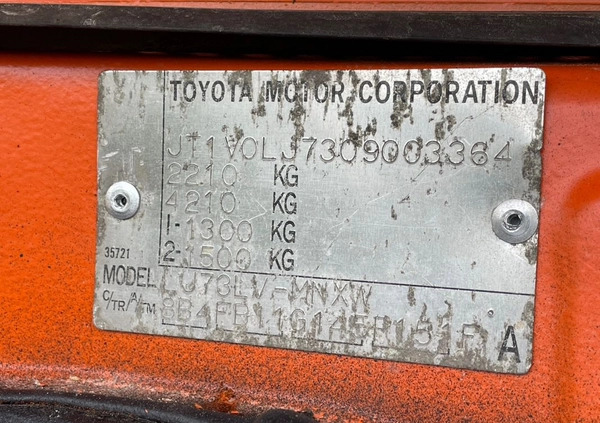 TOYOTA MOTOR CORPORATION
JT1V0LJ7309003364
2210 KG
4210 KG
1-1300 KG
2-1500 KG
35721
MODEL LJ73LV-MNXW
C/TR/A/-M
A